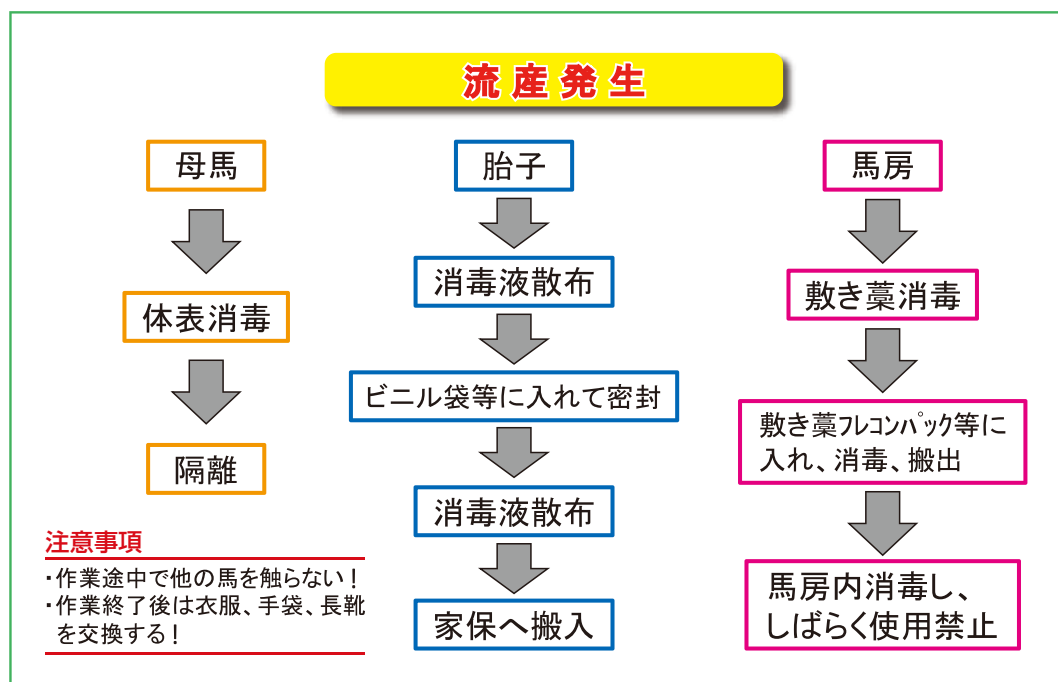 流産発生
母馬
体表消毒
隔離
胎子
消毒液散布
ビニル袋等に入れて密封
消毒液散布
家保へ搬入
馬房
敷き藁消毒
敷き藁フレコンパック等に
入れ、消毒、搬出
馬房内消毒し、
しばらく使用禁止
注意事項
・作業途中で他の馬を触らない！
・作業終了後は衣服、手袋、長靴
を交換する！